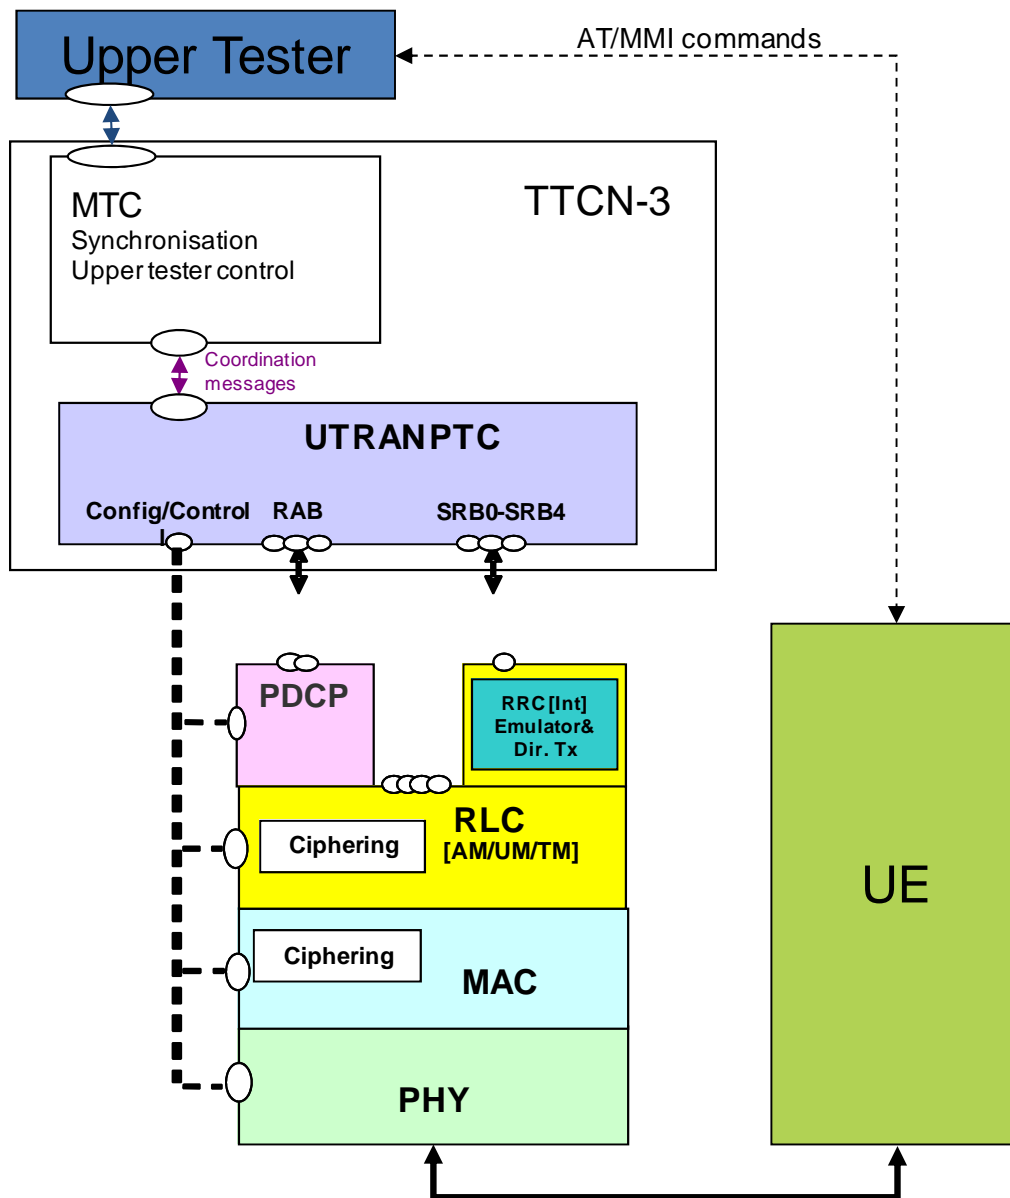 Upper Tester
AT/MMI commands
TTCN-3
MTC
Synchronisation
Upper tester control
Coordination
messages
UTRANPTC
Config/Control
RAB
SRB0-SRB4
PDCP
RRC[Int]
Emulator&
Dir. Tx
RLC
[AM/UM/TM]
Ciphering
Ciphering
MAC
PHY
UE